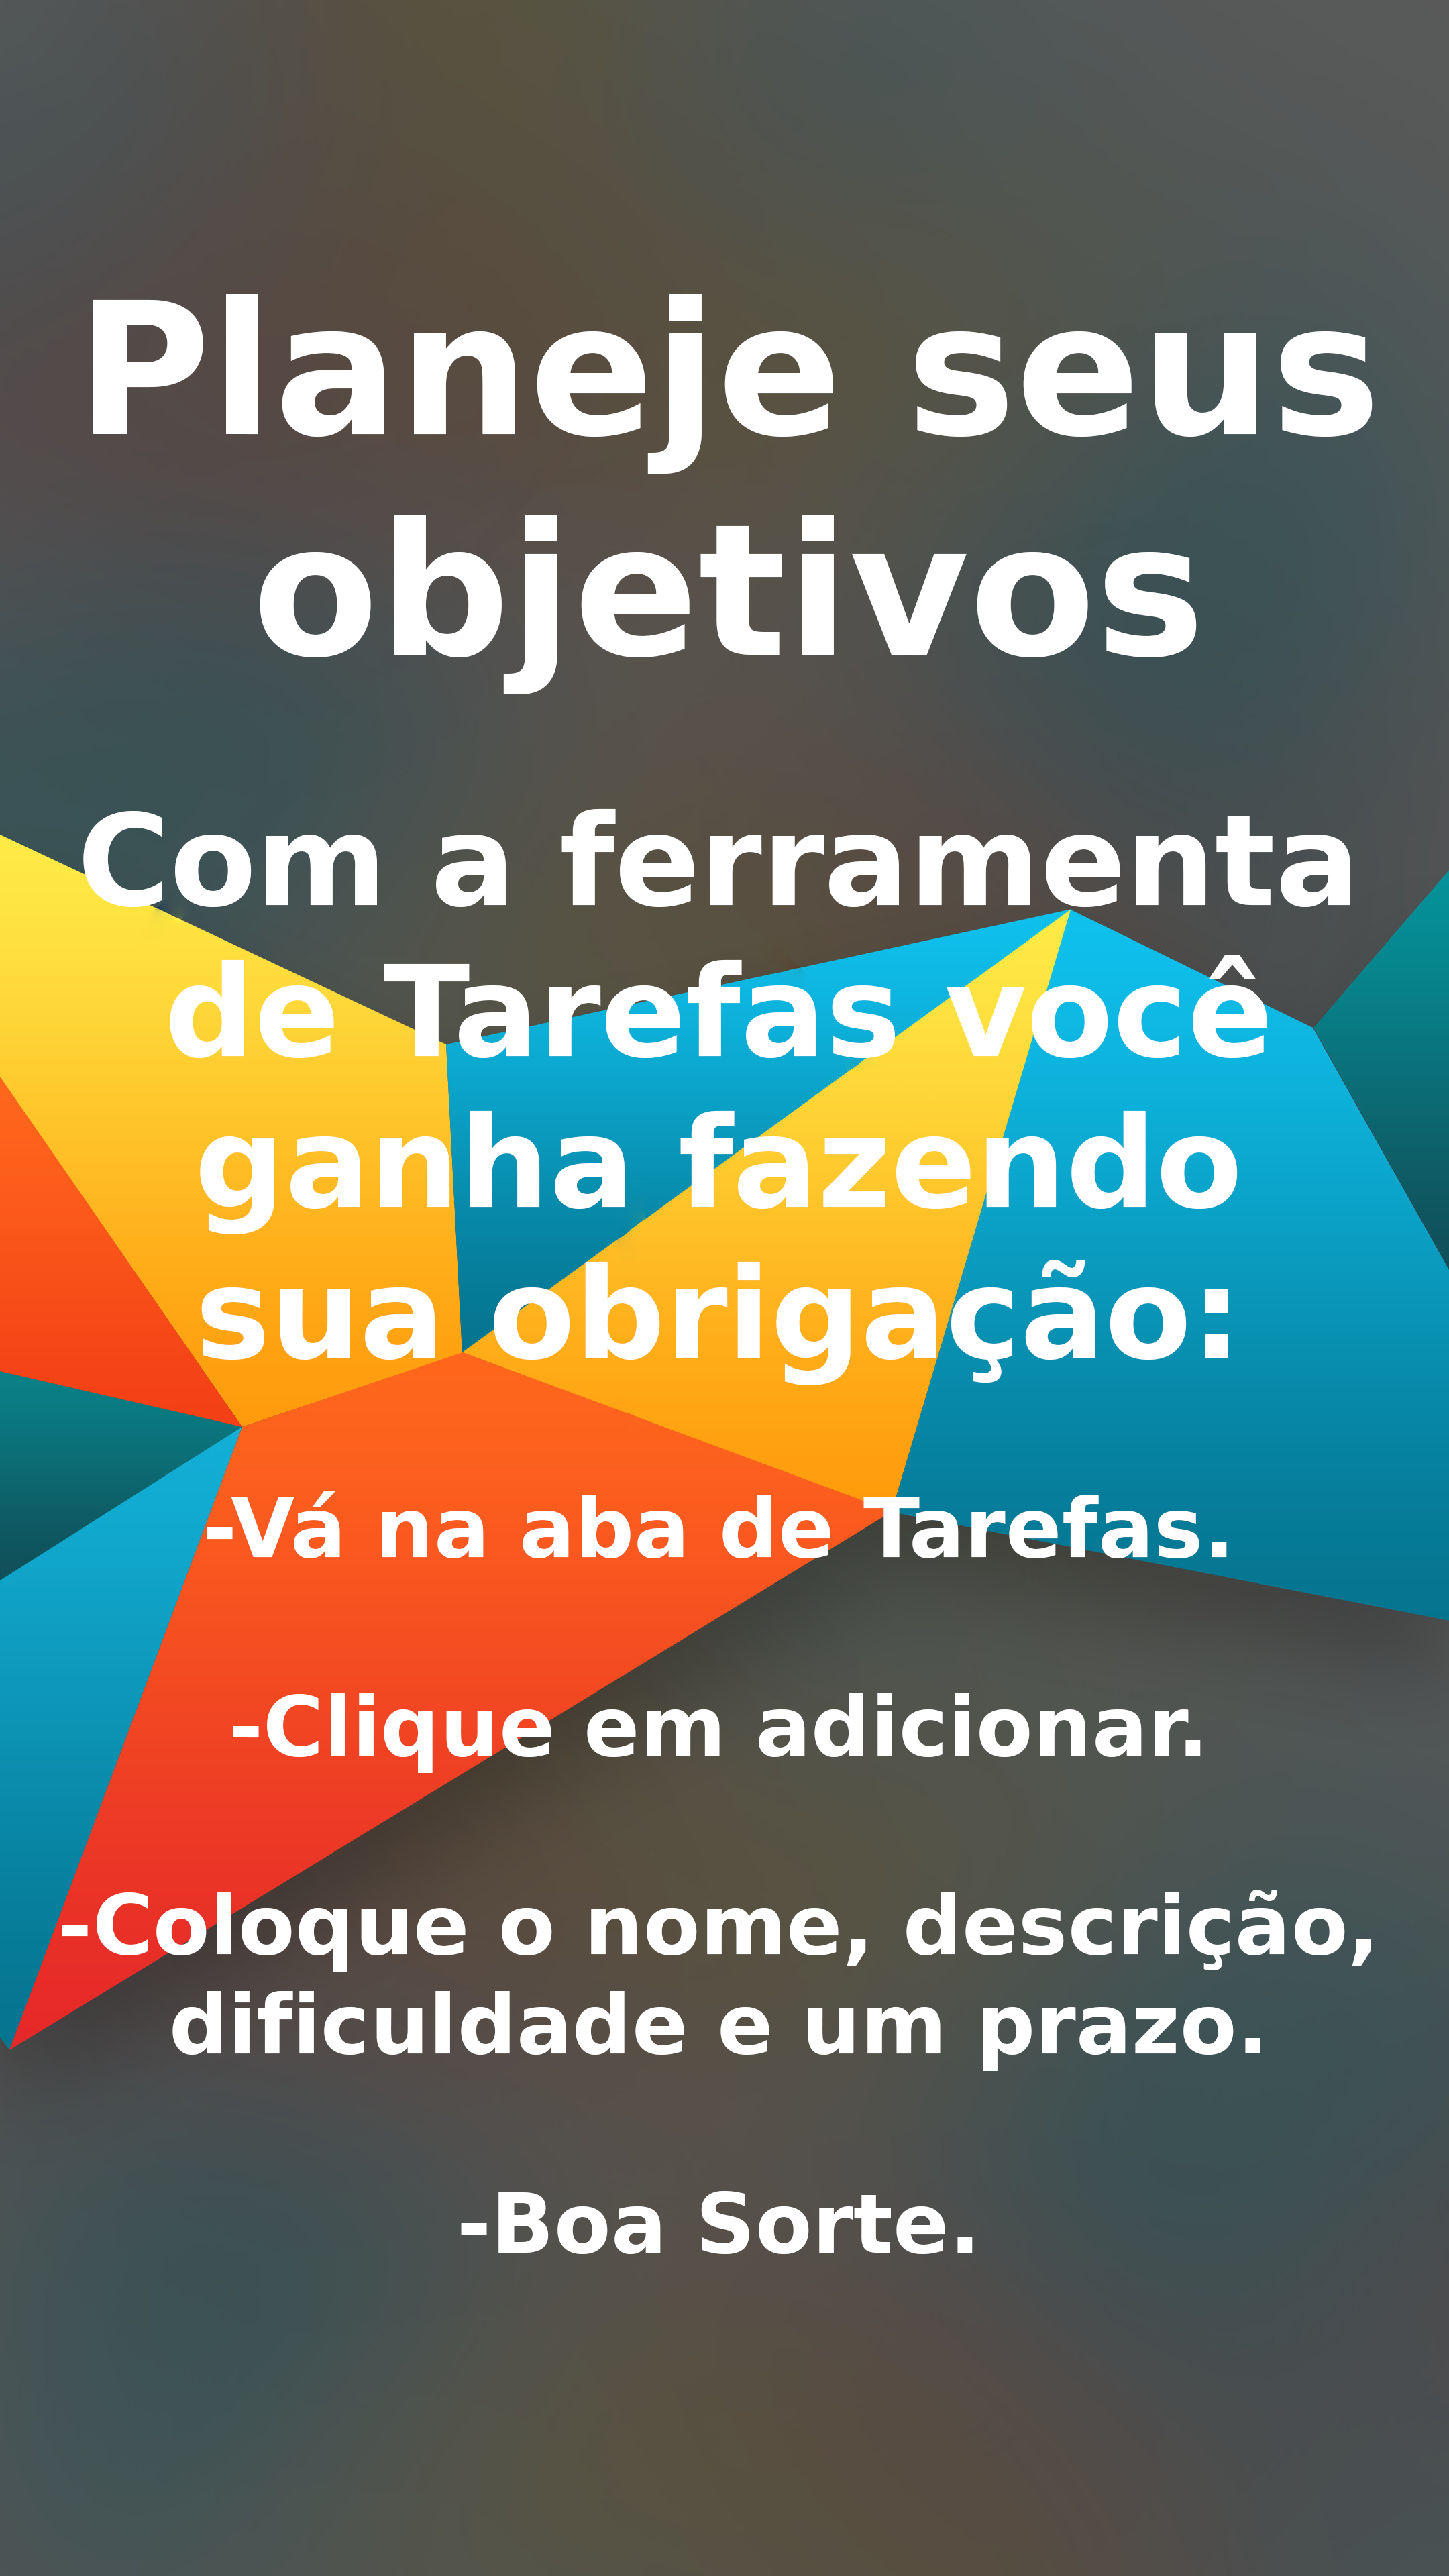 Planeje seus
objetivos
Com a ferramenta
de Tarefas você
ganha fazendo
sua obrigação:
-Vá na aba de Tarefas.
-Clique em adicionar.
-Coloque o nome, descrição,
dificuldade e um prazo.
-Boa Sorte.